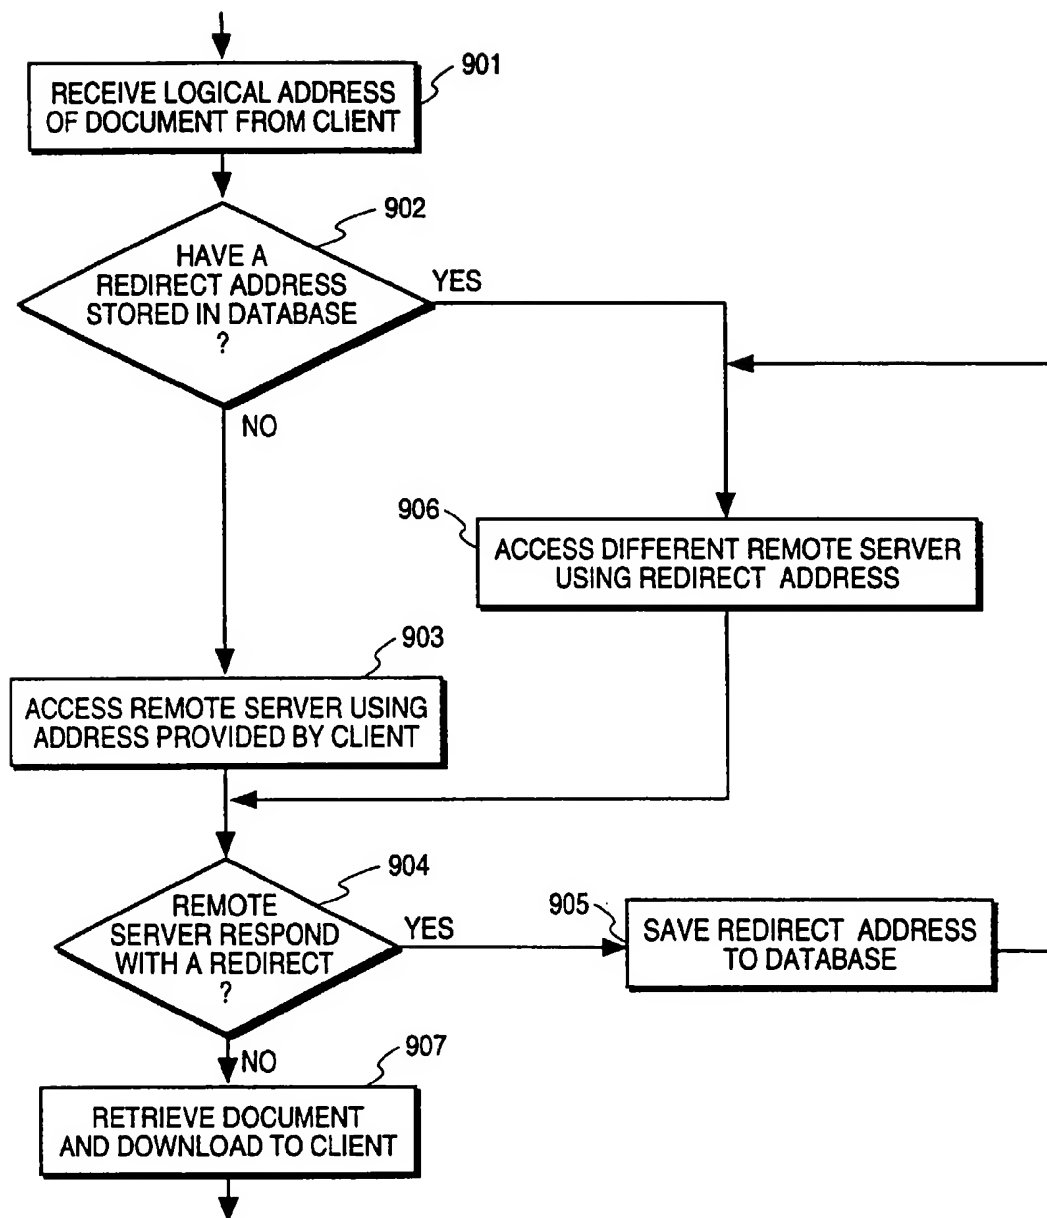 901
RECEIVE LOGICAL ADDRESS
OF DOCUMENT FROM CLIENT
902
HAVE A
REDIRECT ADDRESS
STORED IN DATABASE
?
YES
NO
906
ACCESS DIFFERENT REMOTE SERVER
USING REDIRECT ADDRESS
903
ACCESS REMOTE SERVER USING
ADDRESS PROVIDED BY CLIENT
904
REMOTE
SERVER RESPOND
WITH A REDIRECT
?
YES
905
SAVE REDIRECT ADDRESS
TO DATABASE
NO
907
RETRIEVE DOCUMENT
AND DOWNLOAD TO CLIENT